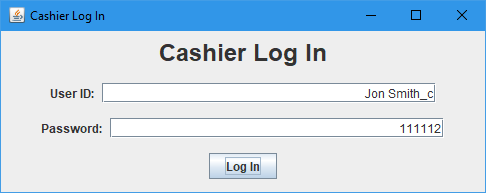 Cashier Log In
Cashier Log In
User ID: Jon Smith_c
Password: 111112
Log In